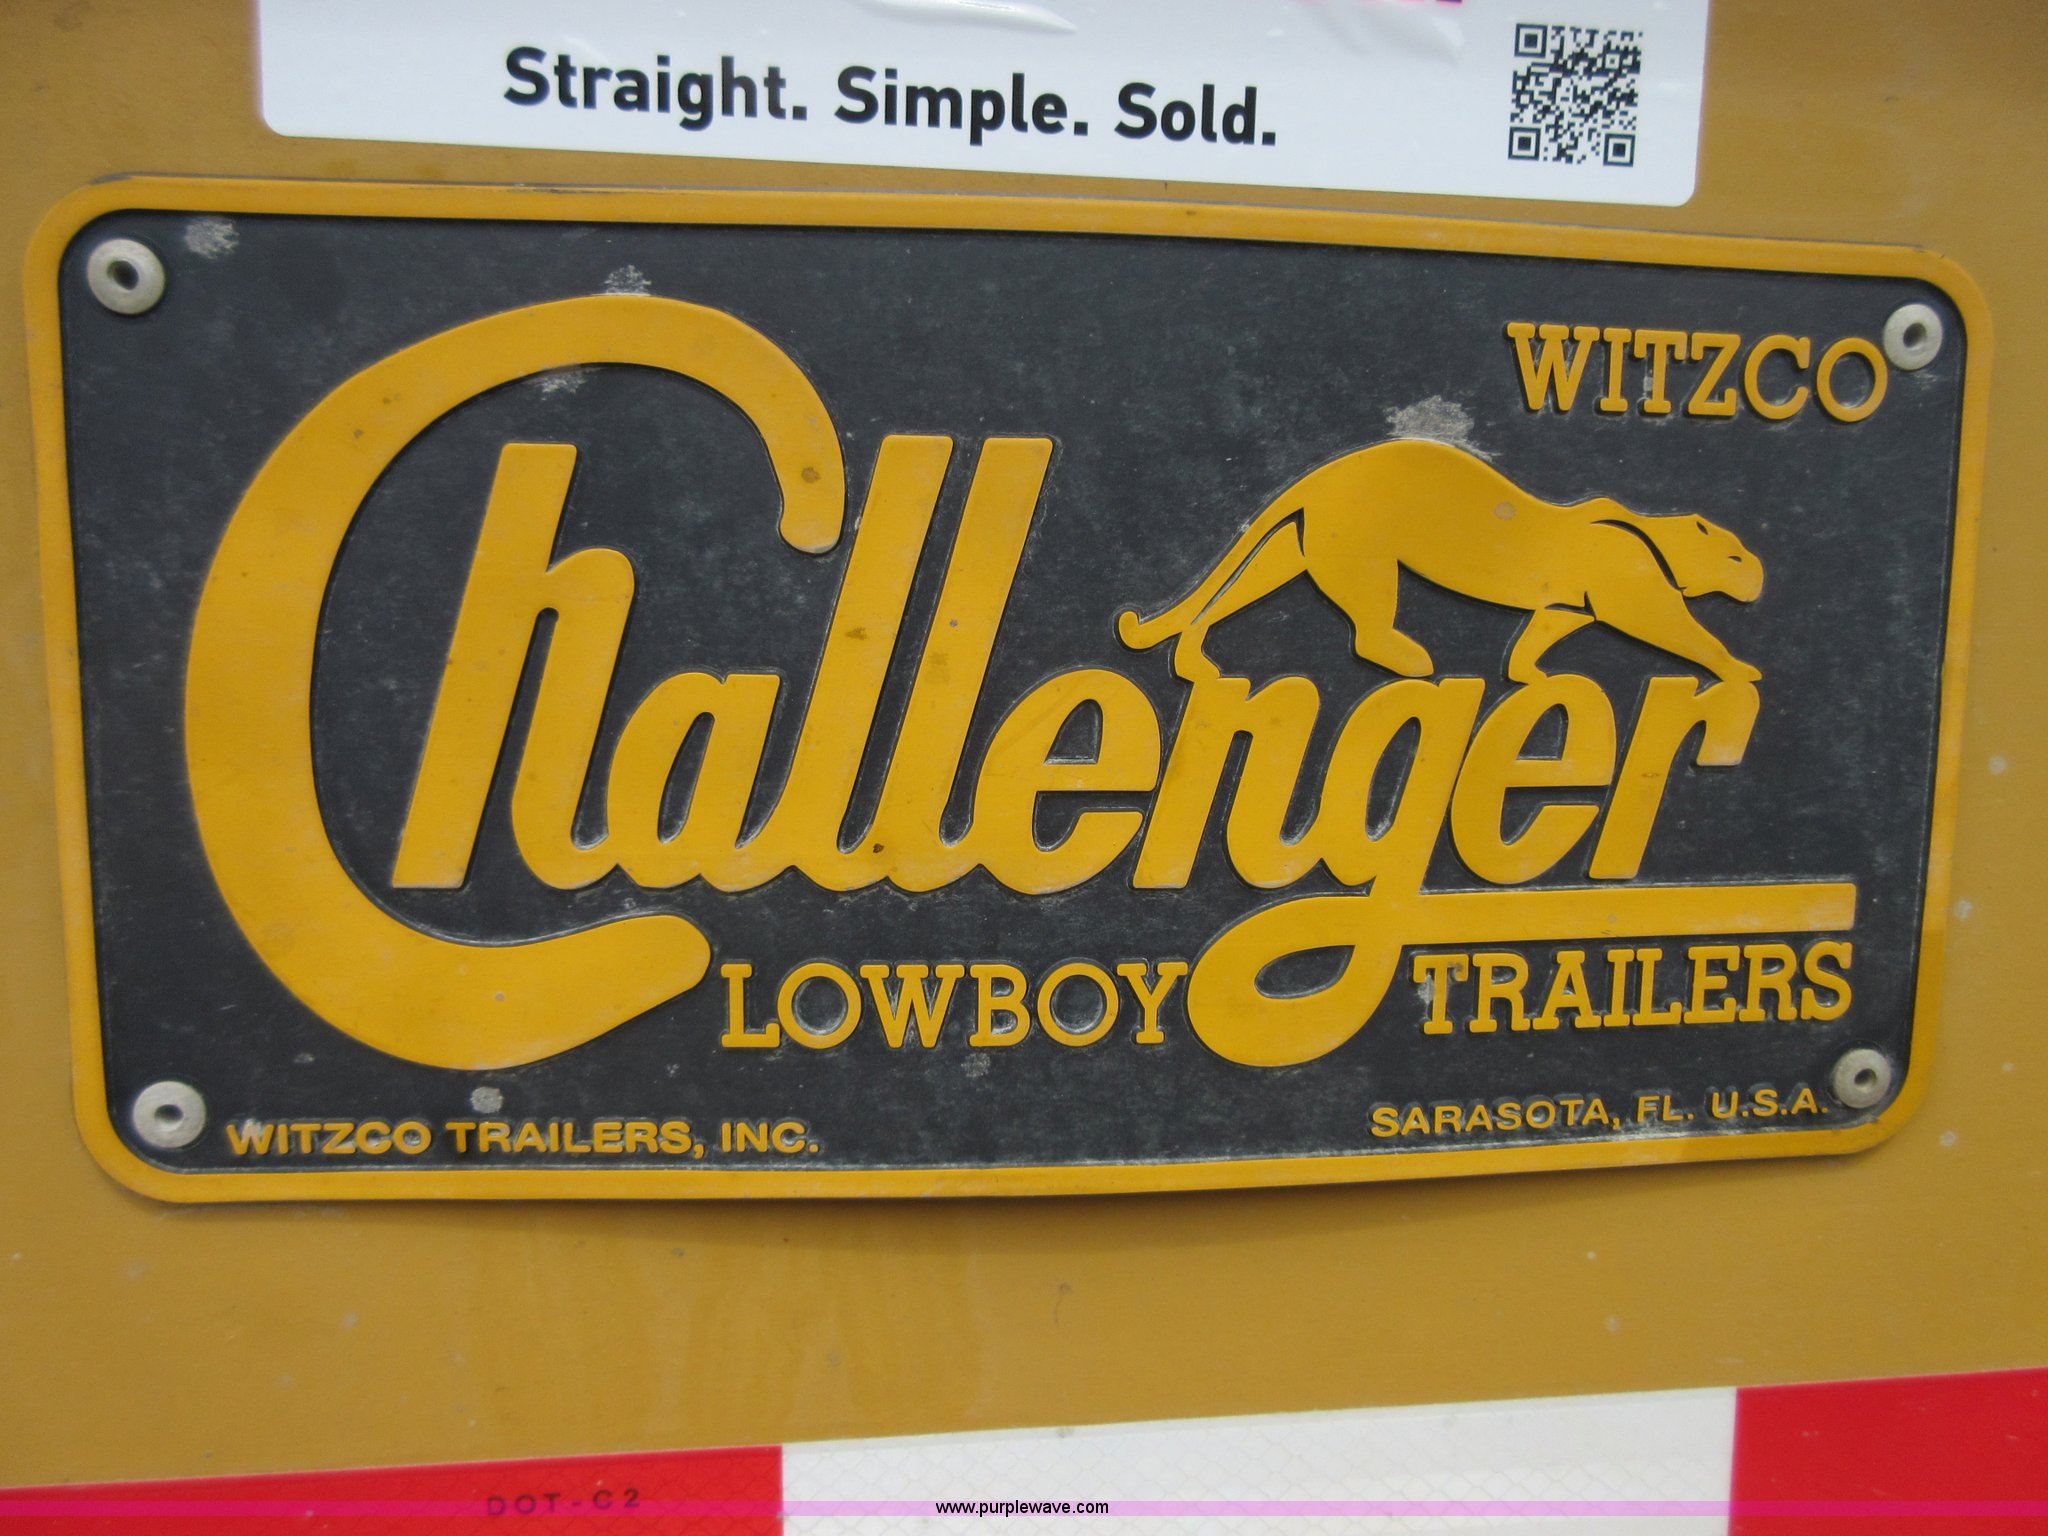 Straight. Simple. Sold.
WITZCO
Challenger
LOWBOY TRAILERS
WITZCO TRAILERS, INC.
SARASOTA, FL. U.S.A.
DOT-C2
www.purplewave.com